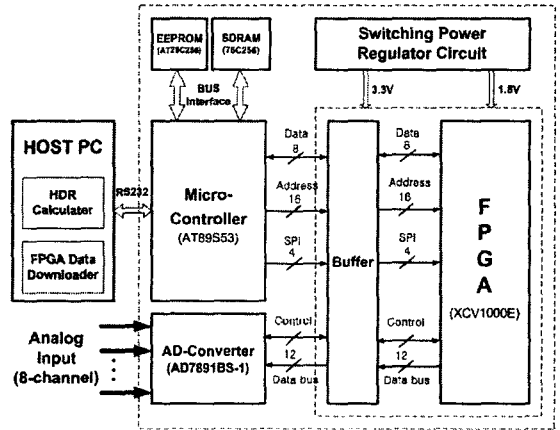 EEPROM
(AT29C256)
SDRAM
(76C256)
Switching Power
Regulator Circuit
BUS
Interface
3.3V
1.8V
HOST PC
HDR
Calculater
FPGA Data
Downloader
RS232
Micro-
Controller
(AT89S53)
Data
8
Address
16
SPI
4
Buffer
Data
8
Address
16
SPI
4
FPGA
(XCV1000E)
Analog
Input
(8-channel)
AD-Converter
(AD7891BS-1)
Control
12
Data bus
Control
12
Data bus